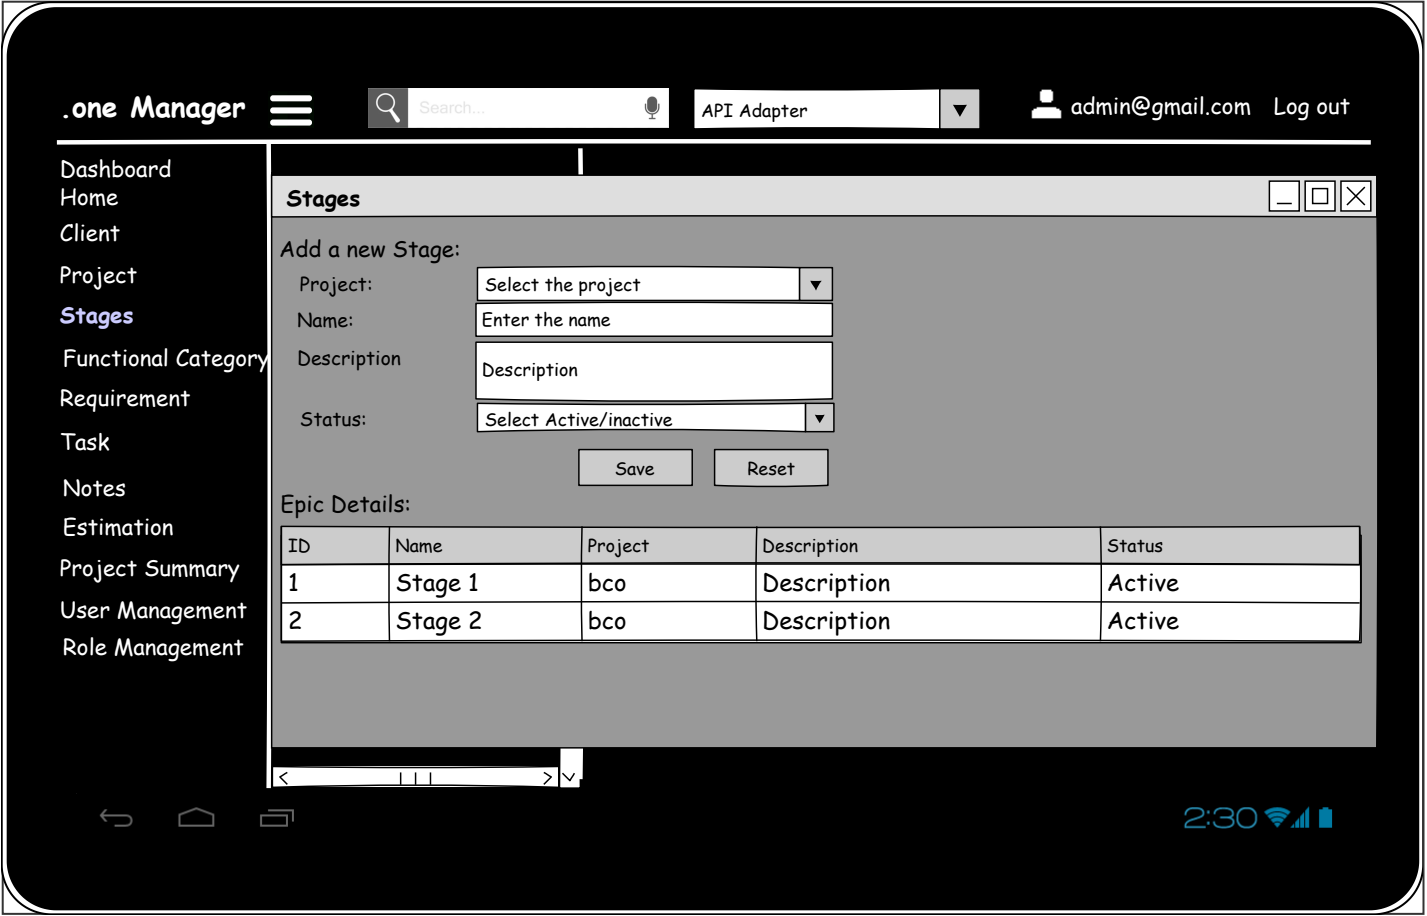 .one Manager
Search...
API Adapter
admin@gmail.com
Log out
Dashboard
Home
Client
Project
Stages
Functional Category
Requirement
Task
Notes
Estimation
Project Summary
User Management
Role Management
Stages
Add a new Stage:
Project: Select the project
Name: Enter the name
Description Description
Status: Select Active/inactive
Save Reset
Epic Details:
ID Name Project Description Status
1 Stage 1 bco Description Active
2 Stage 2 bco Description Active
2:30